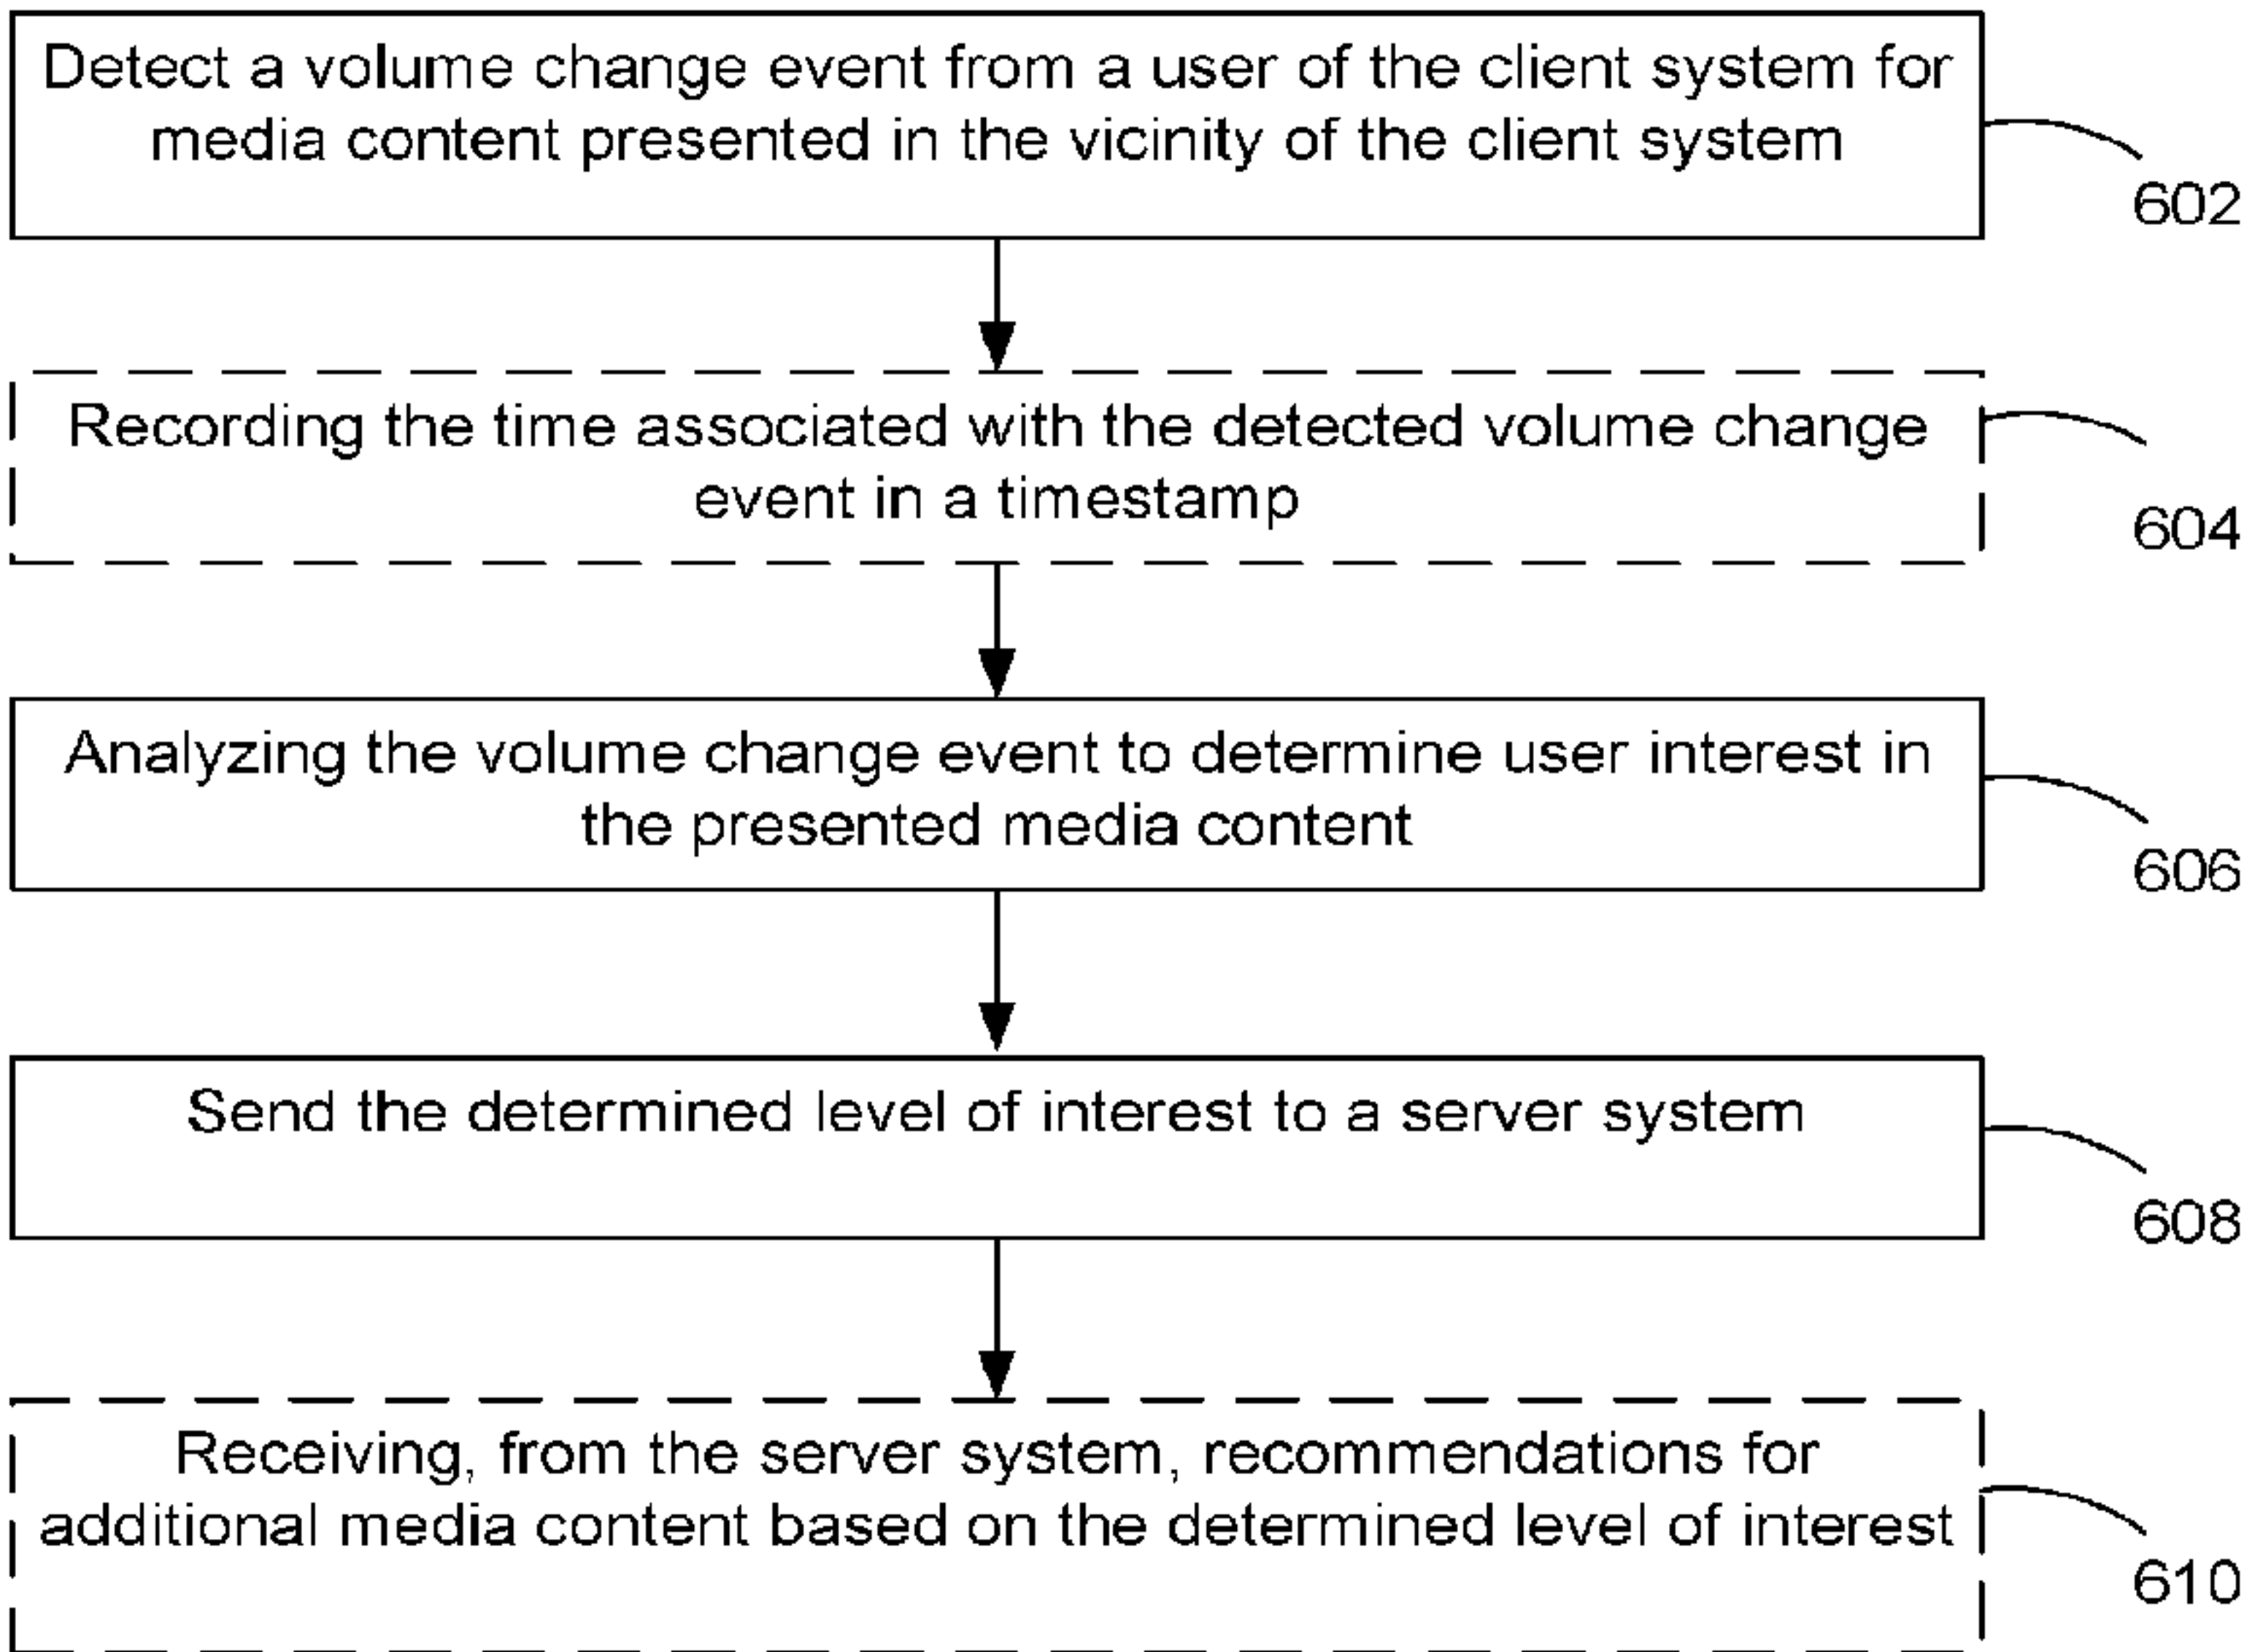 Detect a volume change event from a user of the client system for
media content presented in the vicinity of the client system
602
Recording the time associated with the detected volume change
event in a timestamp
604
Analyzing the volume change event to determine user interest in
the presented media content
606
Send the determined level of interest to a server system
608
Receiving, from the server system, recommendations for
additional media content based on the determined level of interest
610